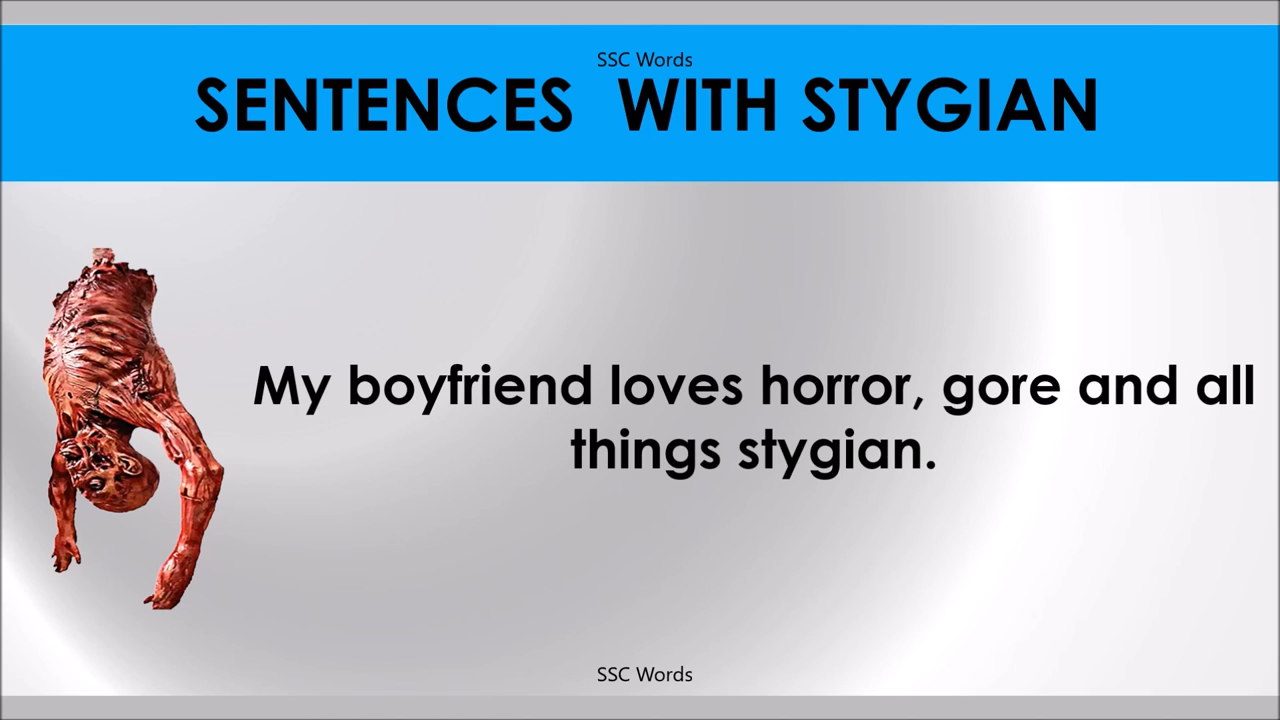 SSC Words
SENTENCES  WITH STYGIAN
My boyfriend loves horror, gore and all
things stygian.
SSC Words